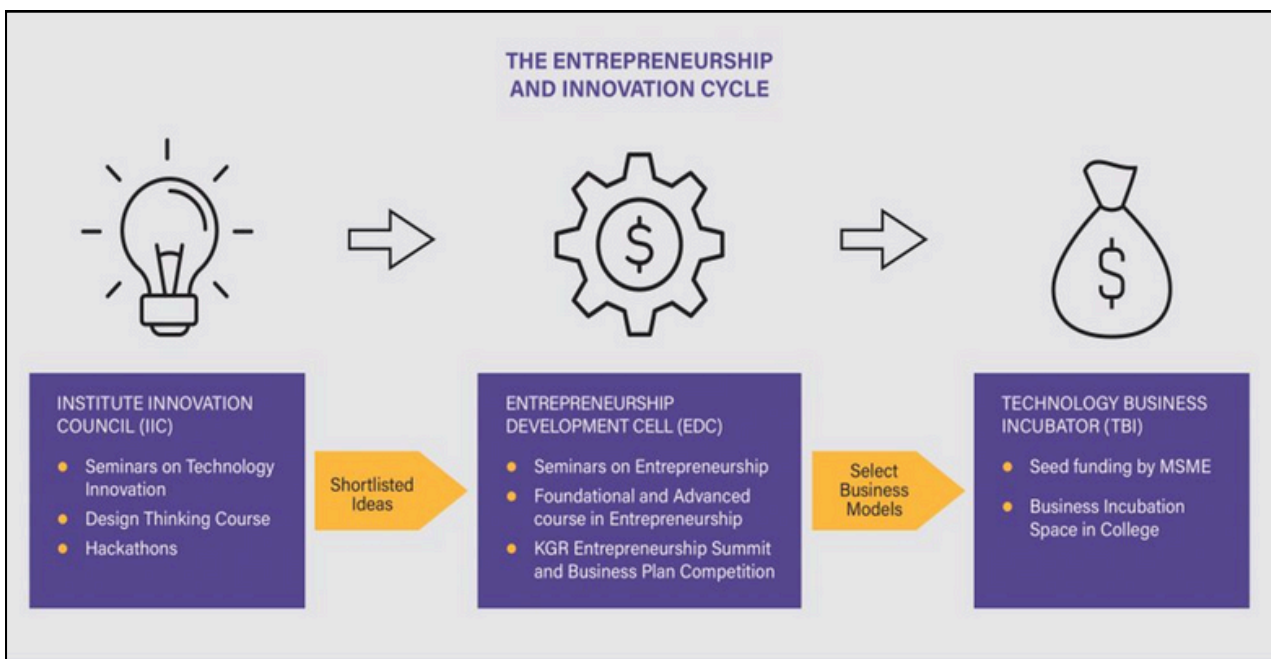 THE ENTREPRENEURSHIP
AND INNOVATION CYCLE
$
$
INSTITUTE INNOVATION
COUNCIL (IIC)
Seminars on Technology
Innovation
Design Thinking Course
Hackathons
Shortlisted
Ideas
ENTREPRENEURSHIP
DEVELOPMENT CELL (EDC)
Seminars on Entrepreneurship
Foundational and Advanced
course in Entrepreneurship
KGR Entrepreneurship Summit
and Business Plan Competition
Select
Business
Models
TECHNOLOGY BUSINESS
INCUBATOR (TBI)
Seed funding by MSME
Business Incubation
Space in College